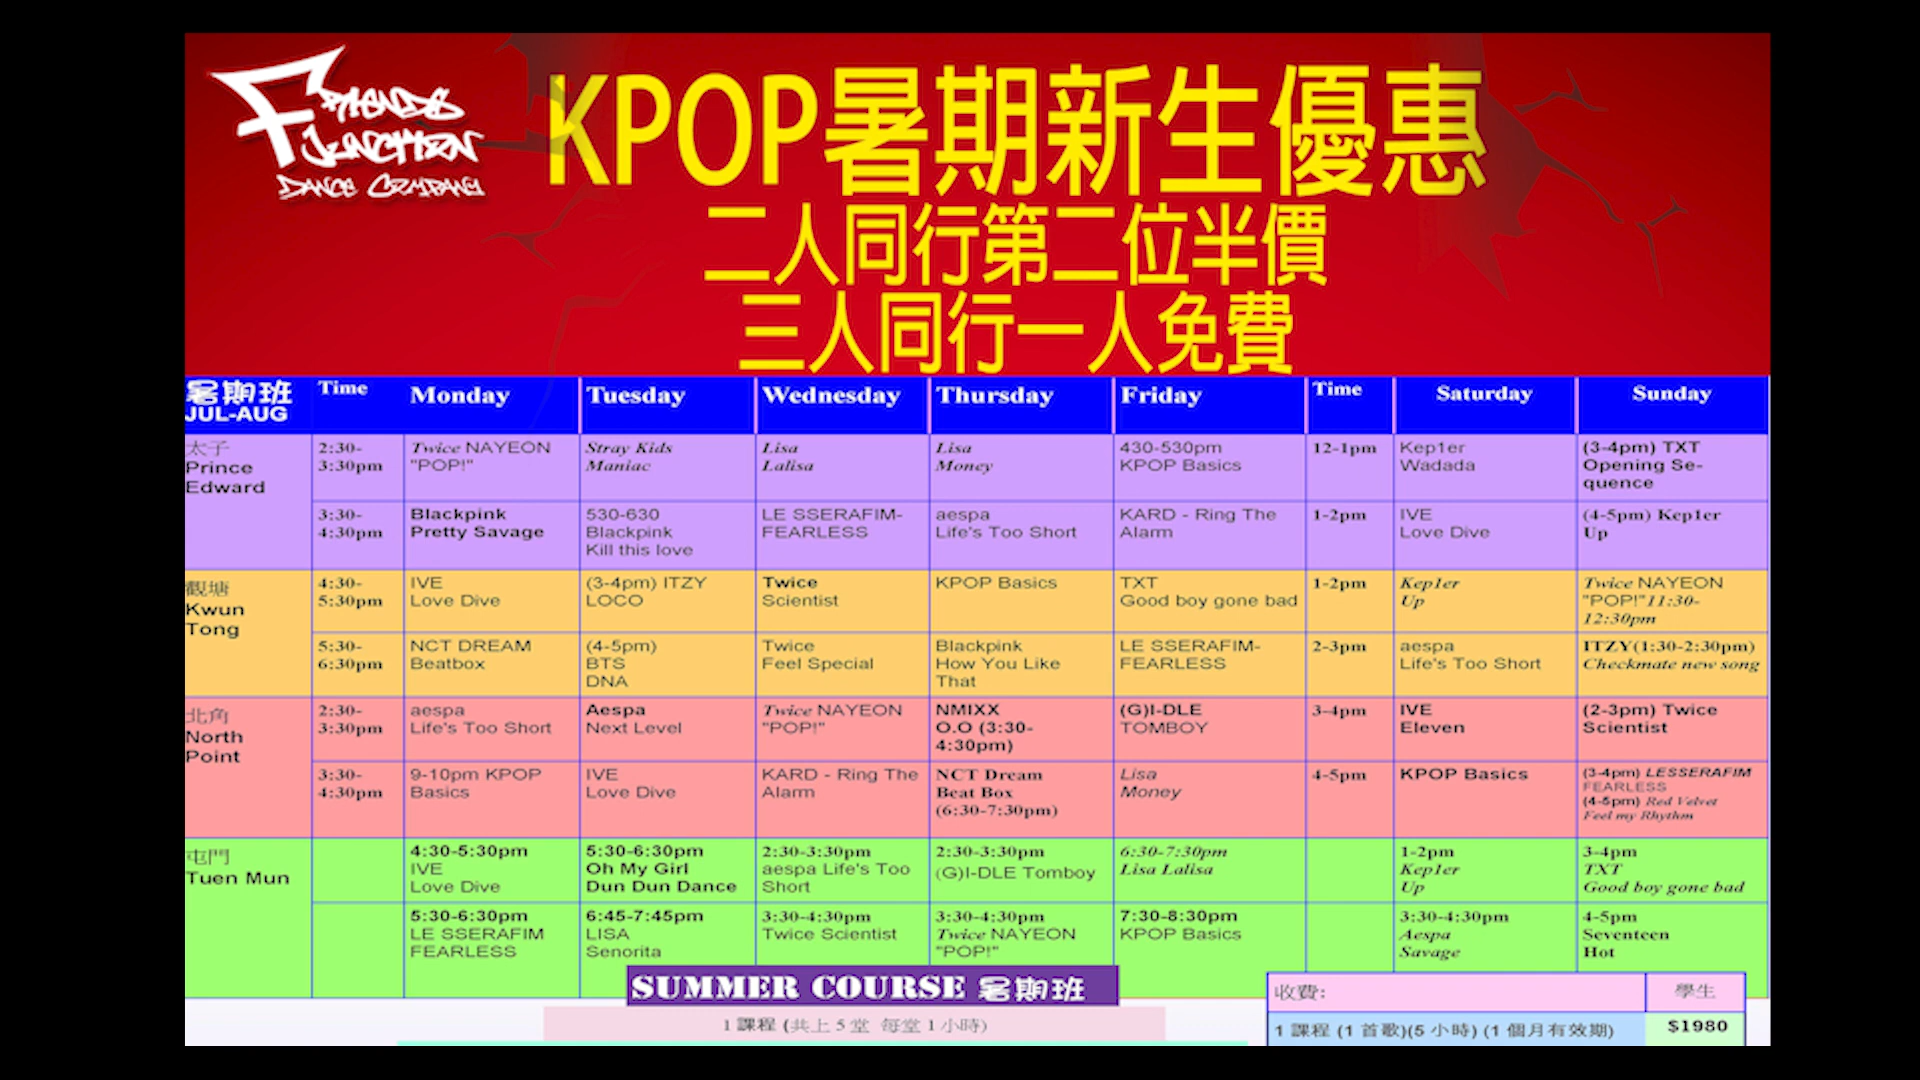 FRIENDS
JUNCTION
DANCE COMPANY
KPOP暑期新生優惠
二人同行第二位半價
三人同行一人免費
暑期班
JUL-AUG
Time
Monday
Tuesday
Wednesday
Thursday
Friday
Time
Saturday
Sunday
太子
Prince
Edward
2:30-
3:30pm
Twice NAYEON
"POP!"
Stray Kids
Maniac
Lisa
Lalisa
Lisa
Money
430-530pm
KPOP Basics
12-1pm
Kep1er
Wadada
(3-4pm) TXT
Opening Se-
quence
3:30-
4:30pm
Blackpink
Pretty Savage
530-630
Blackpink
Kill this love
LE SSERAFIM-
FEARLESS
aespa
Life's Too Short
KARD - Ring The
Alarm
1-2pm
IVE
Love Dive
(4-5pm) Kep1er
Up
觀塘
Kwun
Tong
4:30-
5:30pm
IVE
Love Dive
(3-4pm) ITZY
LOCO
Twice
Scientist
KPOP Basics
TXT
Good boy gone bad
1-2pm
Kep1er
Up
Twice NAYEON
"POP!"11:30-
12:30pm
5:30-
6:30pm
NCT DREAM
Beatbox
(4-5pm)
BTS
DNA
Twice
Feel Special
Blackpink
How You Like
That
LE SSERAFIM-
FEARLESS
2-3pm
aespa
Life's Too Short
ITZY(1:30-2:30pm)
Checkmate new song
北角
North
Point
2:30-
3:30pm
aespa
Life's Too Short
Aespa
Next Level
Twice NAYEON
"POP!"
NMIXX
O.O (3:30-
4:30pm)
(G)I-DLE
TOMBOY
3-4pm
IVE
Eleven
(2-3pm) Twice
Scientist
3:30-
4:30pm
9-10pm KPOP
Basics
IVE
Love Dive
KARD - Ring The
Alarm
NCT Dream
Beat Box
(6:30-7:30pm)
Lisa
Money
4-5pm
KPOP Basics
(3-4pm) LESSERAFIM
FEARLESS
(4-5pm) Red Velvet
Feel my Rhythm
屯門
Tuen Mun
4:30-5:30pm
IVE
Love Dive
5:30-6:30pm
Oh My Girl
Dun Dun Dance
2:30-3:30pm
aespa Life's Too
Short
2:30-3:30pm
(G)I-DLE Tomboy
6:30-7:30pm
Lisa Lalisa
1-2pm
Kep1er
Up
3-4pm
TXT
Good boy gone bad
5:30-6:30pm
LE SSERAFIM
FEARLESS
6:45-7:45pm
LISA
Senorita
3:30-4:30pm
Twice Scientist
3:30-4:30pm
Twice NAYEON
"POP!"
7:30-8:30pm
KPOP Basics
3:30-4:30pm
Aespa
Savage
4-5pm
Seventeen
Hot
SUMMER COURSE 暑期班
1 課程 (共上 5 堂 每堂 1 小時)
收費:
學生
1 課程 (1 首歌)(5 小時) (1 個月有效期)
$1980